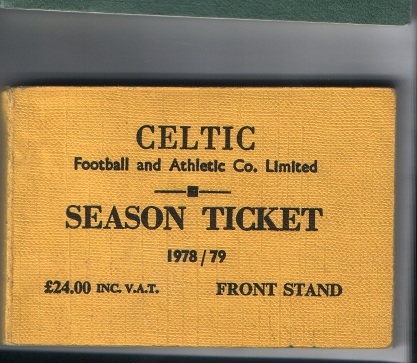 CELTIC
Football and Athletic Co. Limited
SEASON TICKET
1978/79
£24.00 INC. V.A.T. FRONT STAND